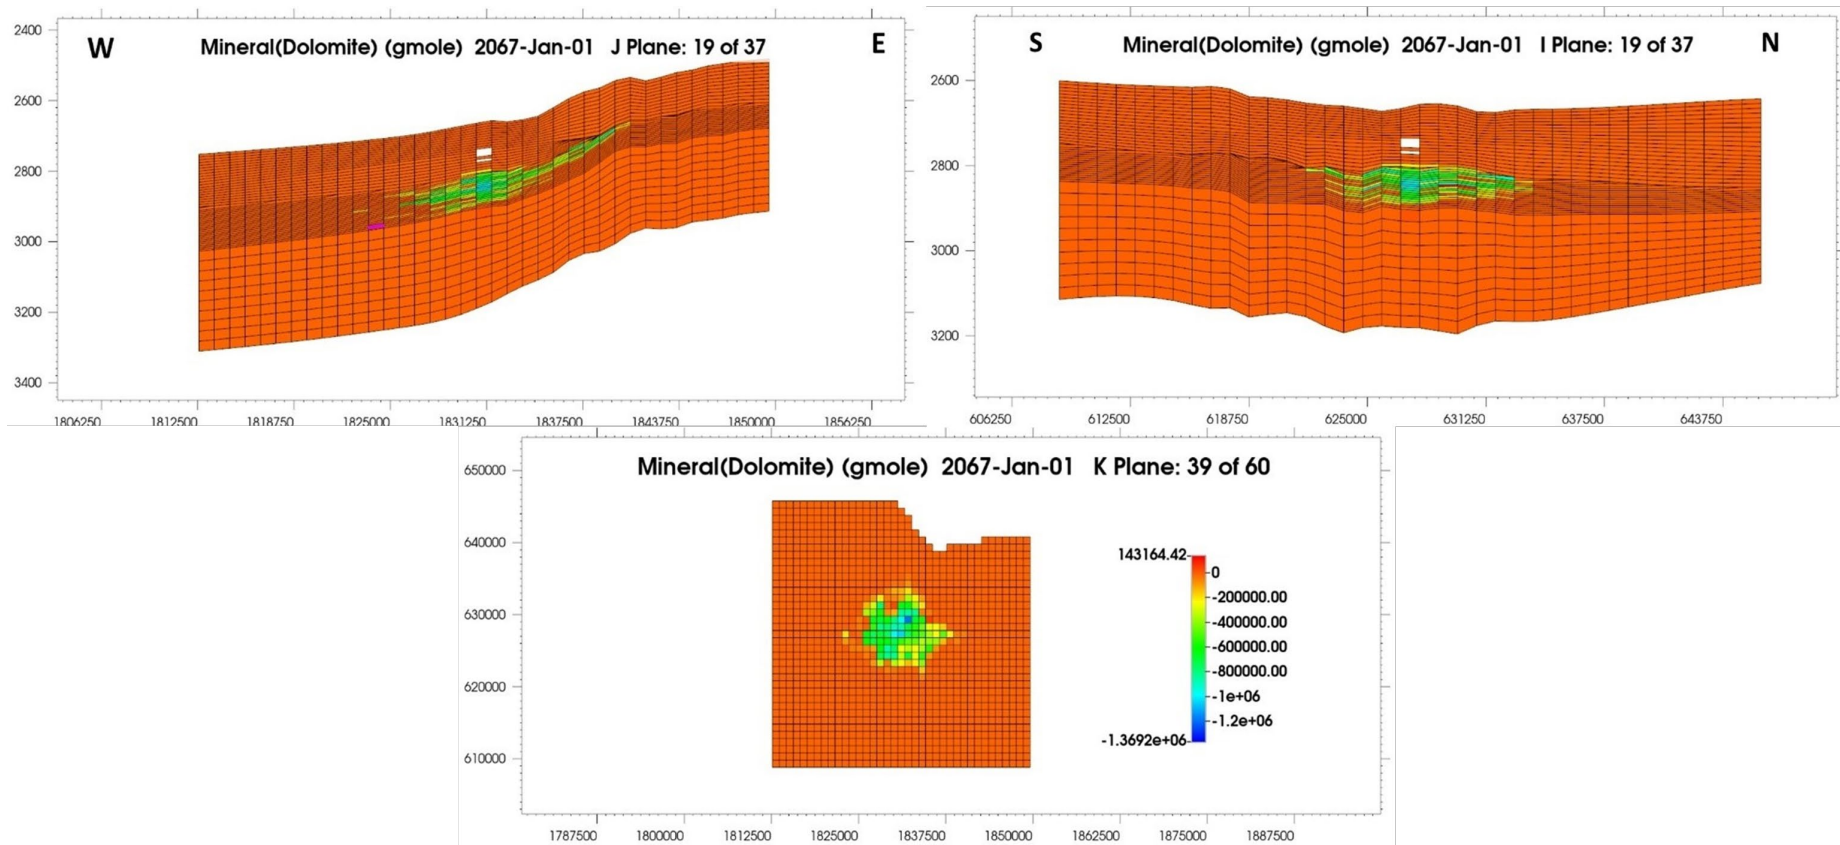 W Mineral(Dolomite) (gmole) 2067-Jan-01 J Plane: 19 of 37 E
2400
2600
2800
3000
3200
3400
1806250 1812500 1818750 1825000 1831250 1837500 1843750 1850000 1856250
S Mineral(Dolomite) (gmole) 2067-Jan-01 I Plane: 19 of 37 N
2600
2800
3000
3200
606250 612500 618750 625000 631250 637500 643750
Mineral(Dolomite) (gmole) 2067-Jan-01 K Plane: 39 of 60
650000
640000
630000
620000
610000
143164.42
0
-200000.00
-400000.00
-600000.00
-800000.00
-1e+06
-1.2e+06
-1.3692e+06
1787500 1800000 1812500 1825000 1837500 1850000 1862500 1875000 1887500